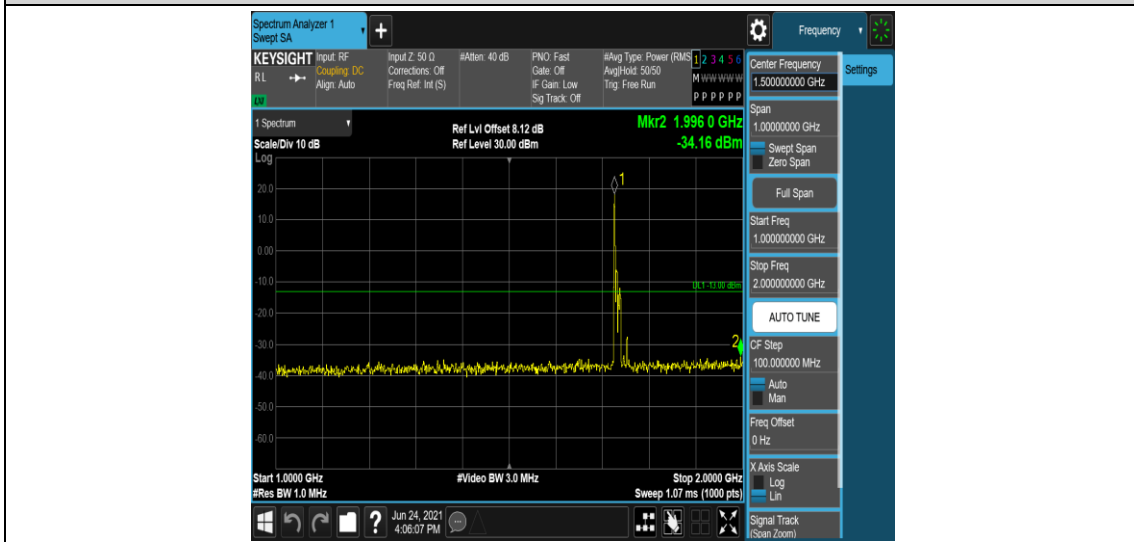 Spectrum Analyzer 1
Swept SA
+
Frequency
KEYSIGHT
RL
LXI
Input: RF
Coupling: DC
Align: Auto
Input Z: 50 Ω
Corrections: Off
Freq Ref: Int (S)
#Atten: 40 dB
PNO: Fast
Gate: Off
IF Gain: Low
Sig Track: Off
#Avg Type: Power (RMS
Avg|Hold: 50/50
Trig: Free Run
1 2 3 4 5 6
M W W W W W
P P P P P P
1 Spectrum
Scale/Div 10 dB
Log
Ref Lvl Offset 8.12 dB
Ref Level 30.00 dBm
Mkr2 1.996 0 GHz
-34.16 dBm
1
20.0
10.0
0.00
-10.0
DL1 -13.00 dBm
-20.0
-30.0
2
-40.0
-50.0
-60.0
Start 1.0000 GHz
#Res BW 1.0 MHz
#Video BW 3.0 MHz
Stop 2.0000 GHz
Sweep 1.07 ms (1000 pts)
Center Frequency
1.500000000 GHz
Settings
Span
1.00000000 GHz
Swept Span
Zero Span
Full Span
Start Freq
1.000000000 GHz
Stop Freq
2.000000000 GHz
AUTO TUNE
CF Step
100.000000 MHz
Auto
Man
Freq Offset
0 Hz
X Axis Scale
Log
Lin
Signal Track
(Span Zoom)
?
Jun 24, 2021
4:06:07 PM